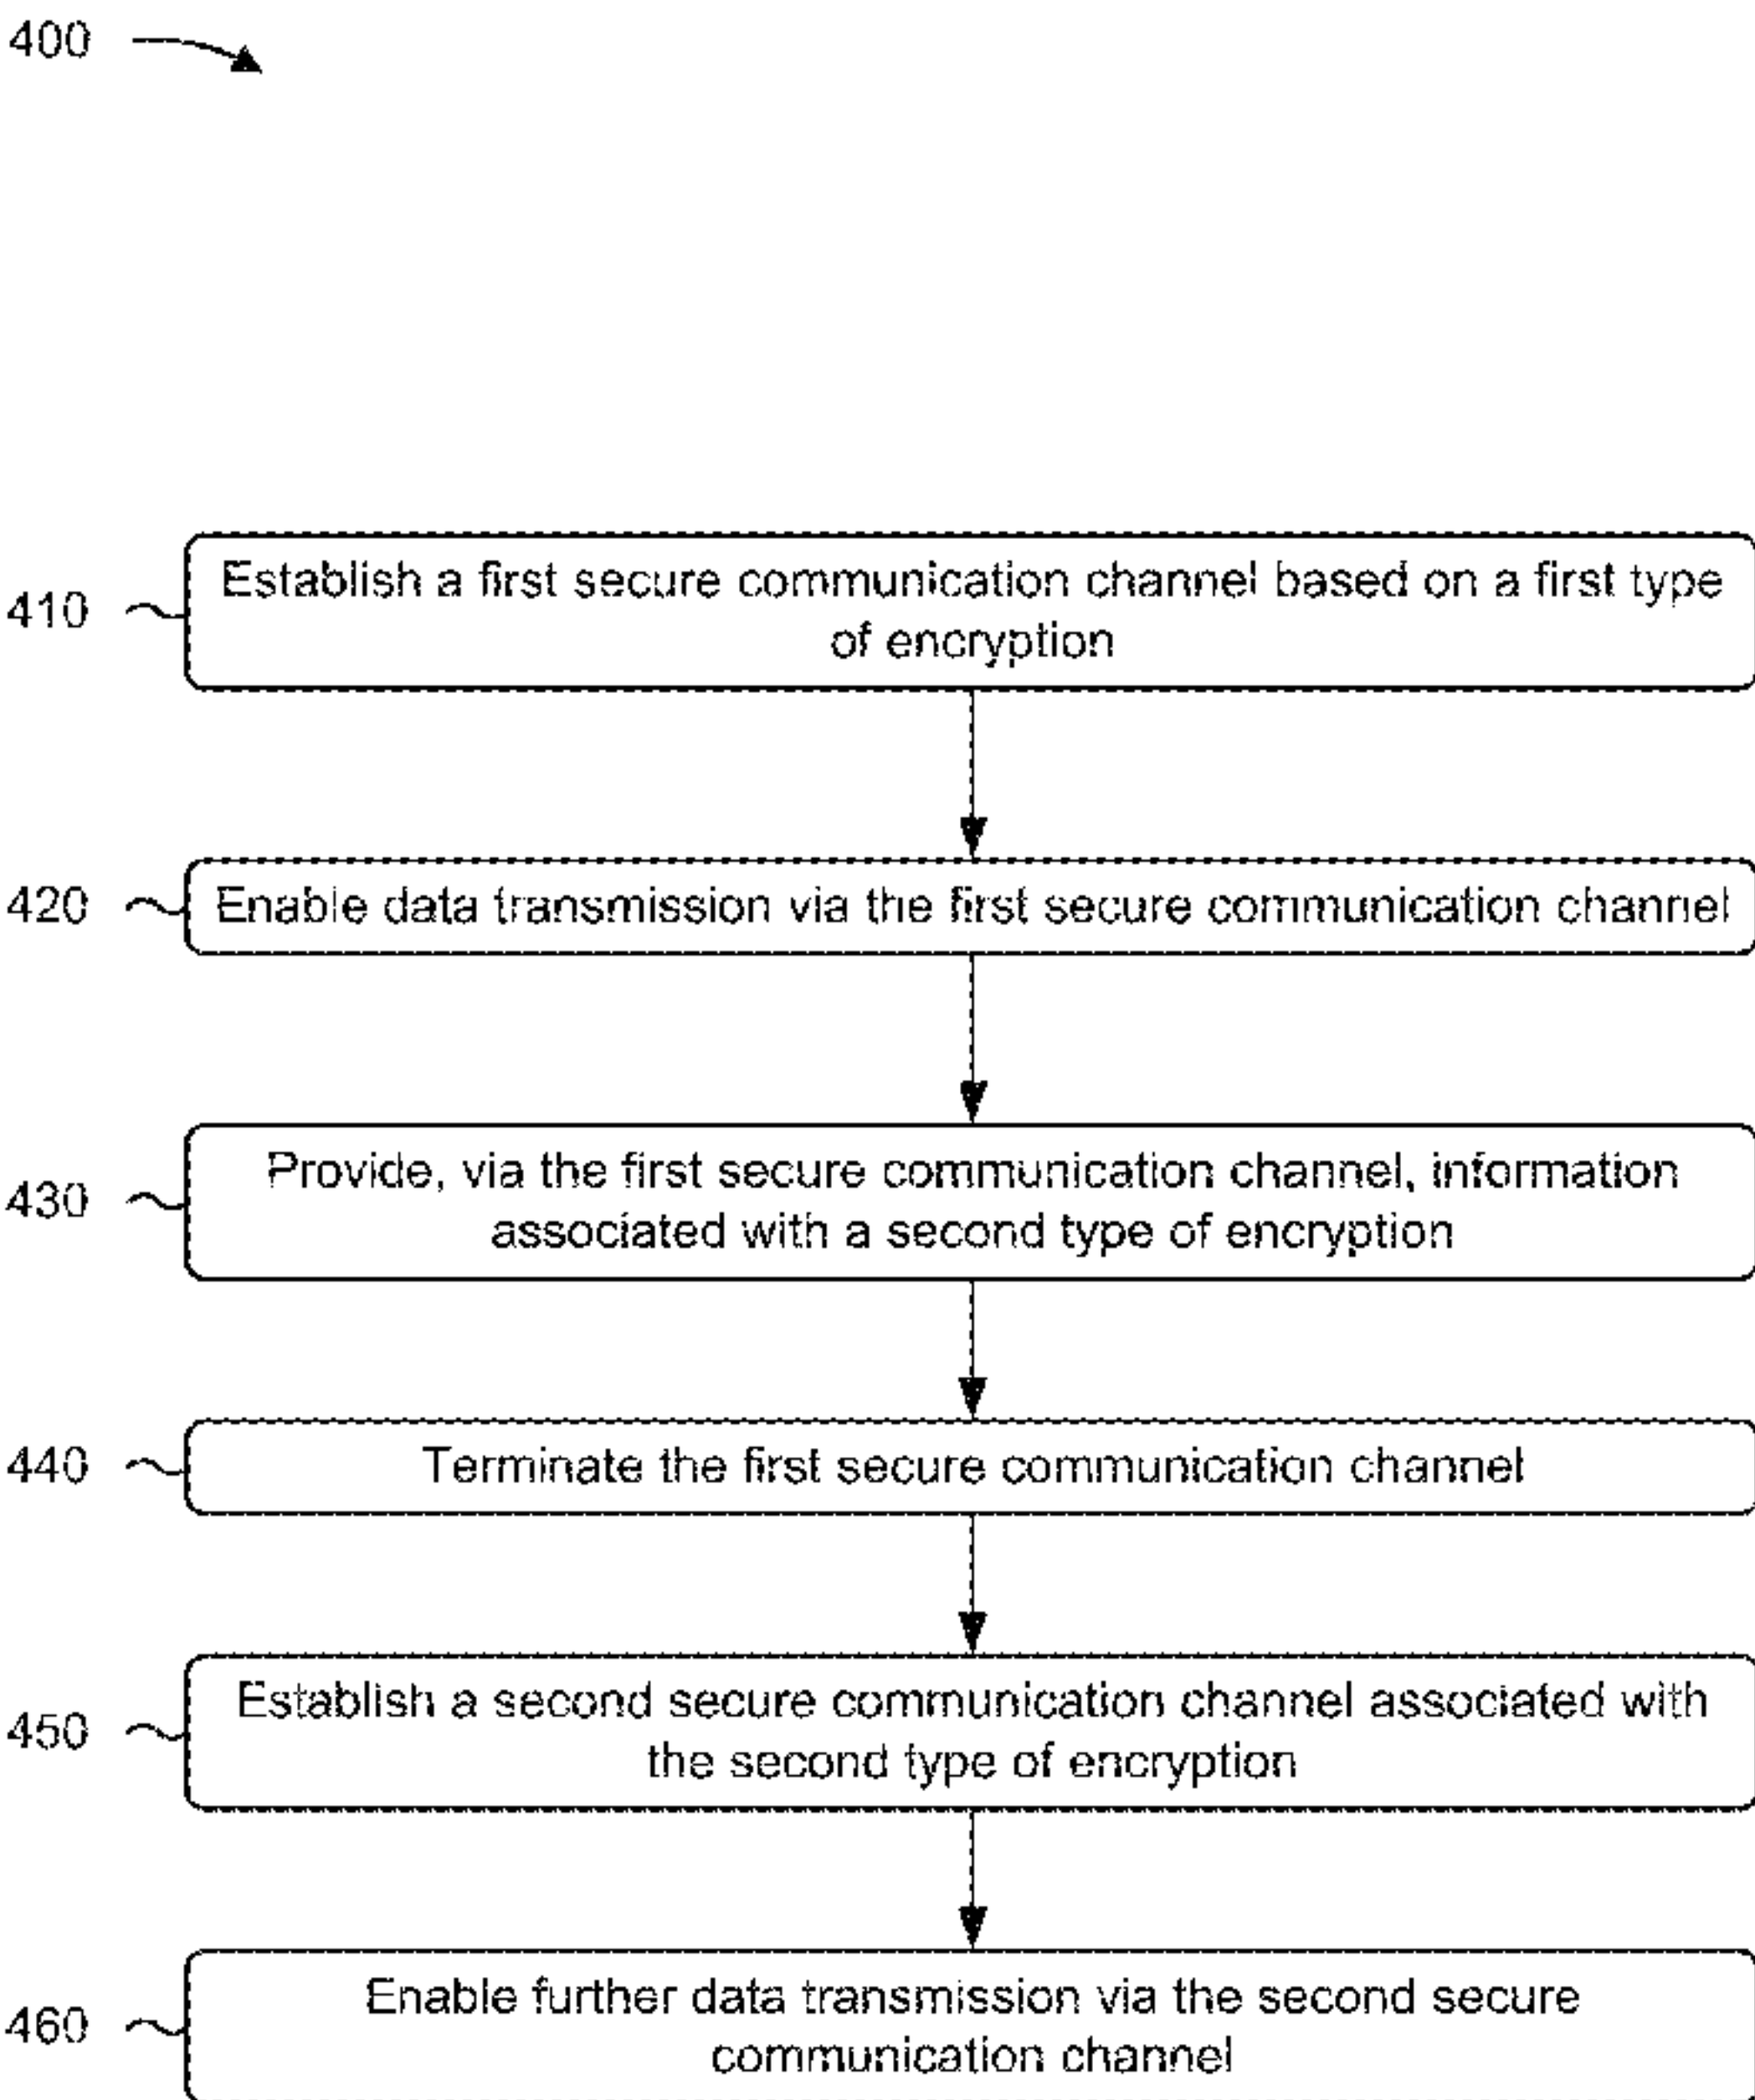 400
410
Establish a first secure communication channel based on a first type
of encryption
420
Enable data transmission via the first secure communication channel
430
Provide, via the first secure communication channel, information
associated with a second type of encryption
440
Terminate the first secure communication channel
450
Establish a second secure communication channel associated with
the second type of encryption
460
Enable further data transmission via the second secure
communication channel